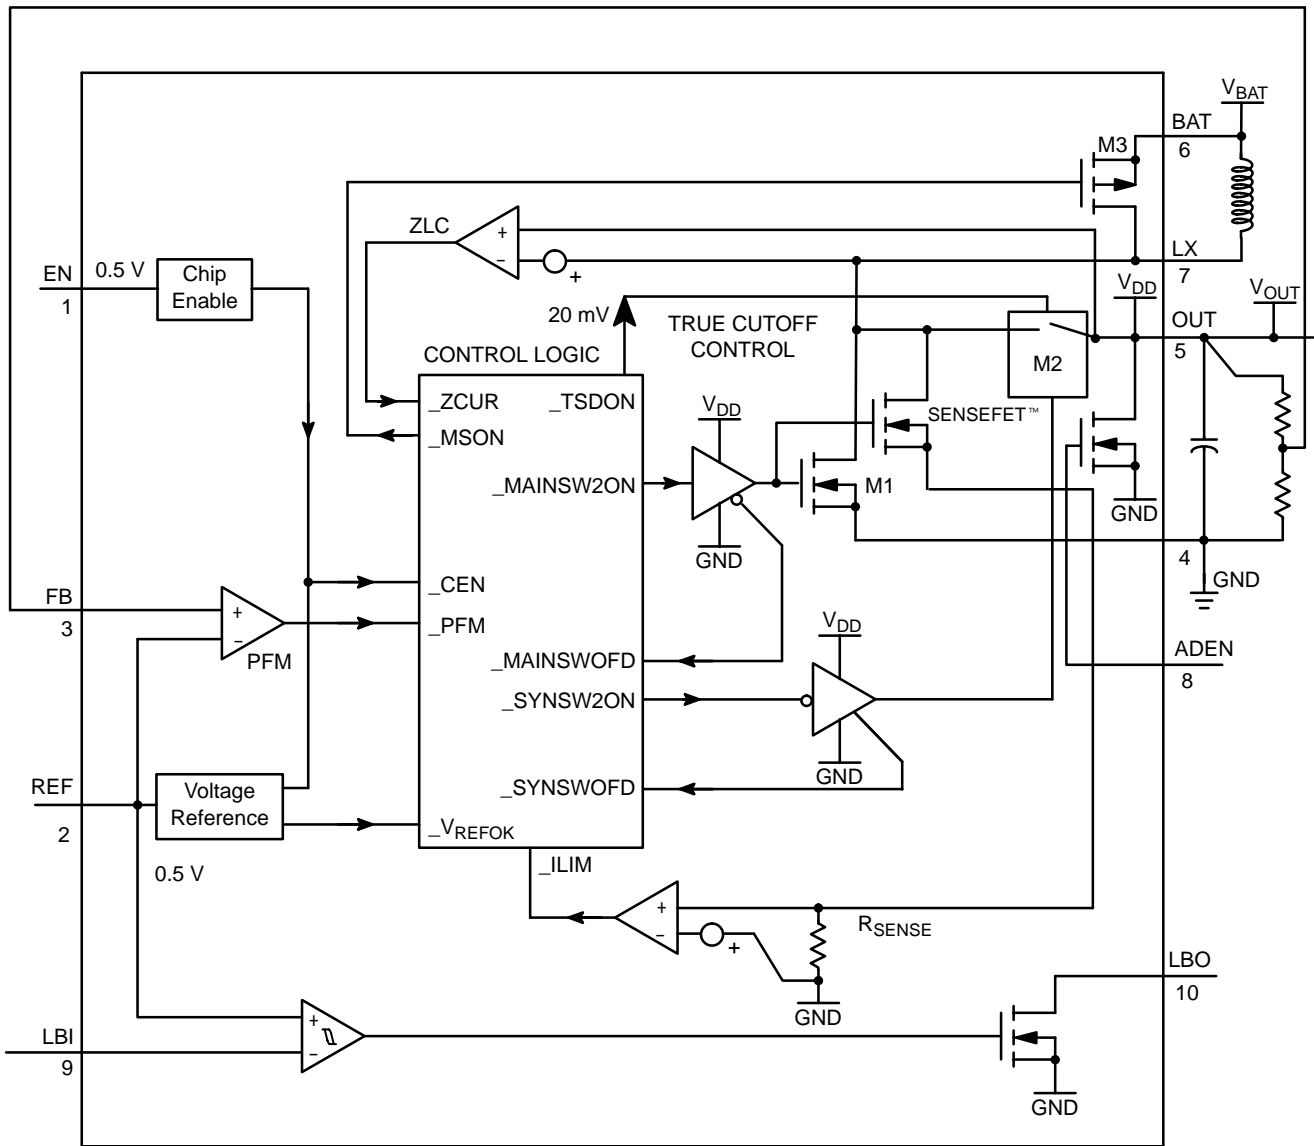 V_BAT
BAT
6
M3
ZLC
+
−
+
LX
7
EN
0.5 V
Chip
Enable
1
V_DD
V_OUT
20 mV
TRUE CUTOFF
CONTROL
OUT
5
M2
CONTROL LOGIC
_ZCUR
_TSDON
V_DD
SENSEFET™
_MSON
_MAINSW2ON
M1
GND
GND
4
GND
_CEN
FB
3
+
−
PFM
_PFM
V_DD
_MAINSWOFD
ADEN
8
_SYNSW2ON
GND
REF
2
Voltage
Reference
0.5 V
_SYNSWOFD
_V_REFOK
_ILIM
+
−
+
R_SENSE
GND
LBO
10
LBI
9
+
−
GND